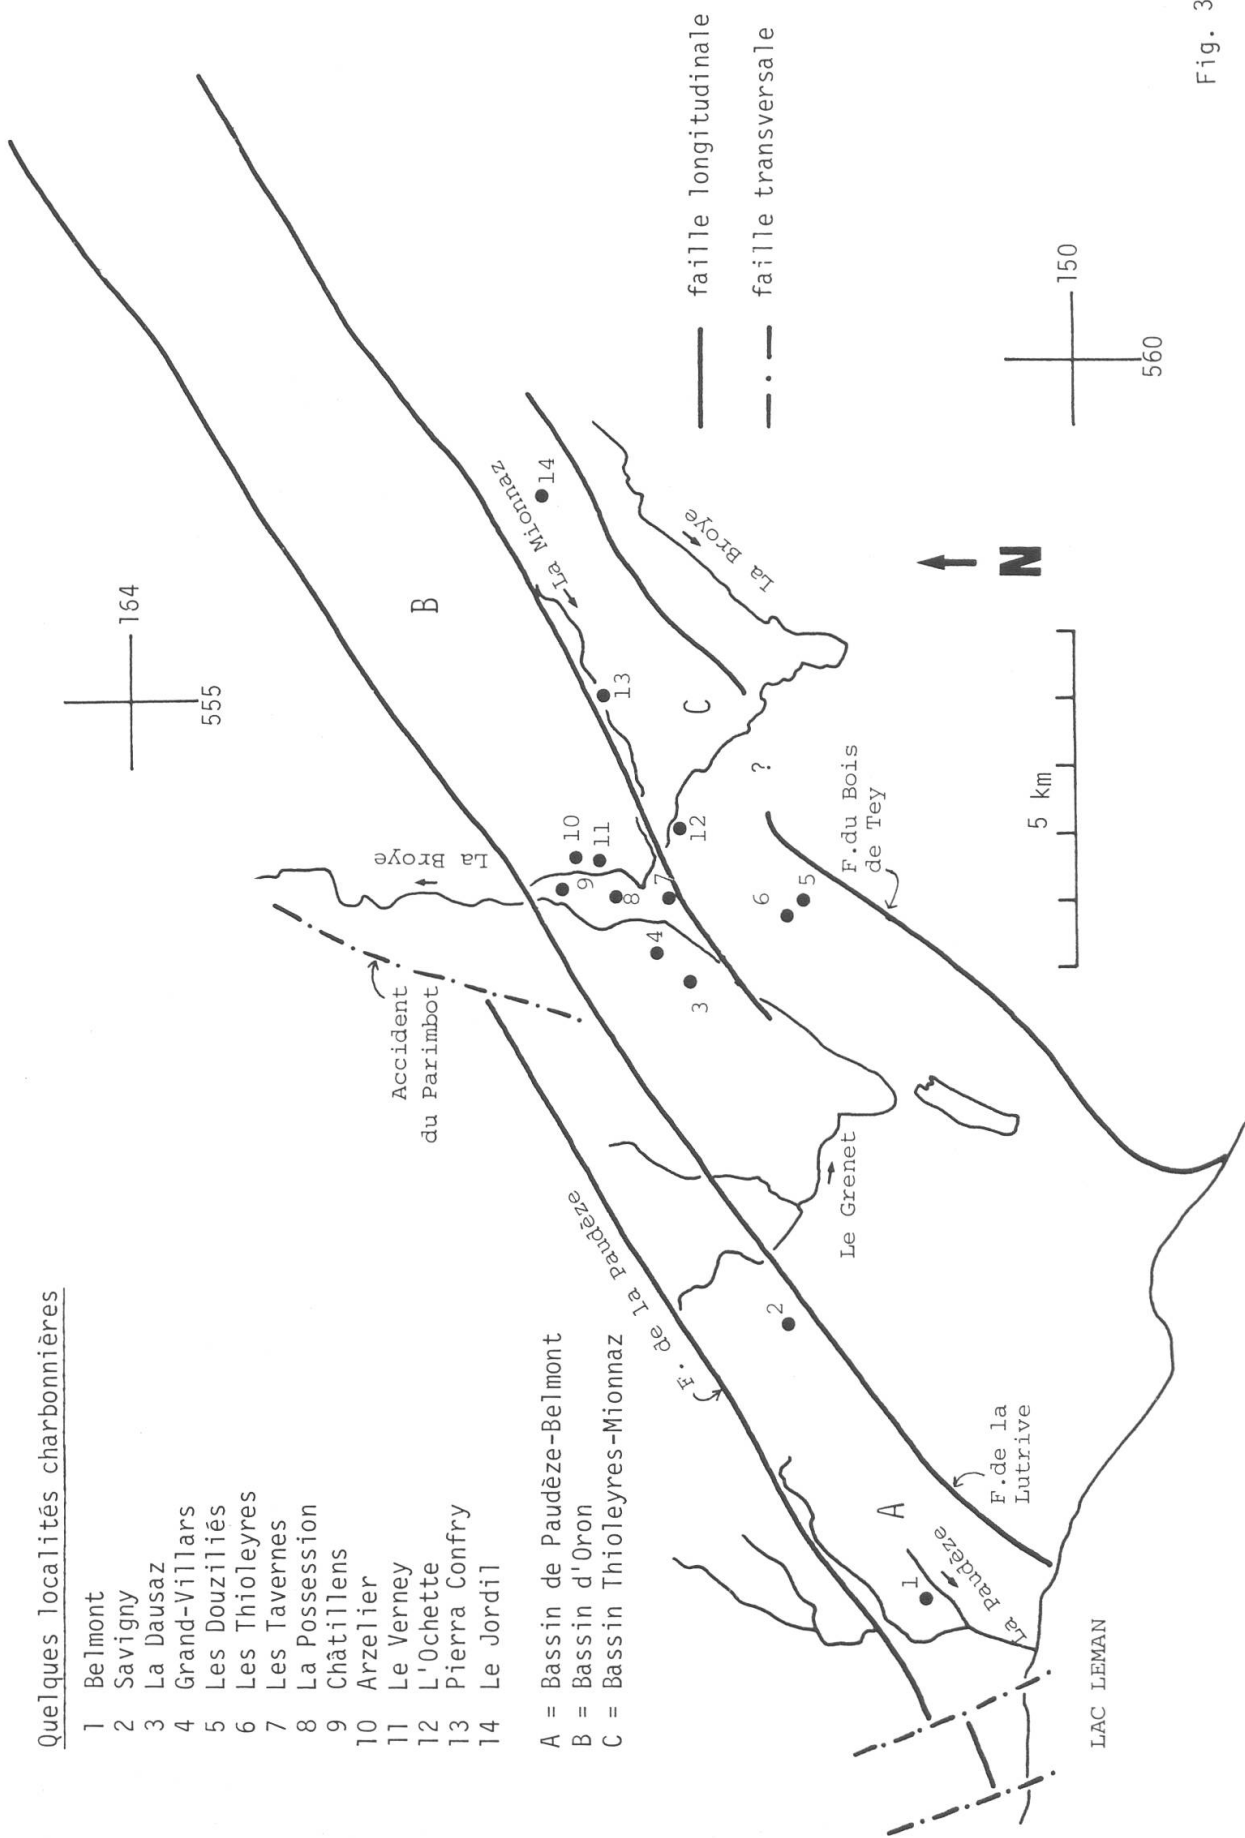 Quelques localités charbonnières
1 Belmont
2 Savigny
3 La Dausaz
4 Grand-Villars
5 Les Douziliés
6 Les Thioleyres
7 Les Tavernes
8 La Possession
9 Châtillens
10 Arzelier
11 Le Verney
12 L'Ochette
13 Pierra Confry
14 Le Jordil
A = Bassin de Paudèze-Belmont
B = Bassin d'Oron
C = Bassin Thioleyres-Mionnaz
164
555
B
La Broye
Accident
du Parimbot
F. de la Paudèze
La Mionnaz
14
13
10
11
9
8
7
4
3
12
C
?
6
5
La Broye
F.du Bois
de Tey
Le Grenet
2
A
1
La Paudèze
F.de la
Lutrive
LAC LEMAN
5 km
N
faille longitudinale
faille transversale
150
560
Fig. 3